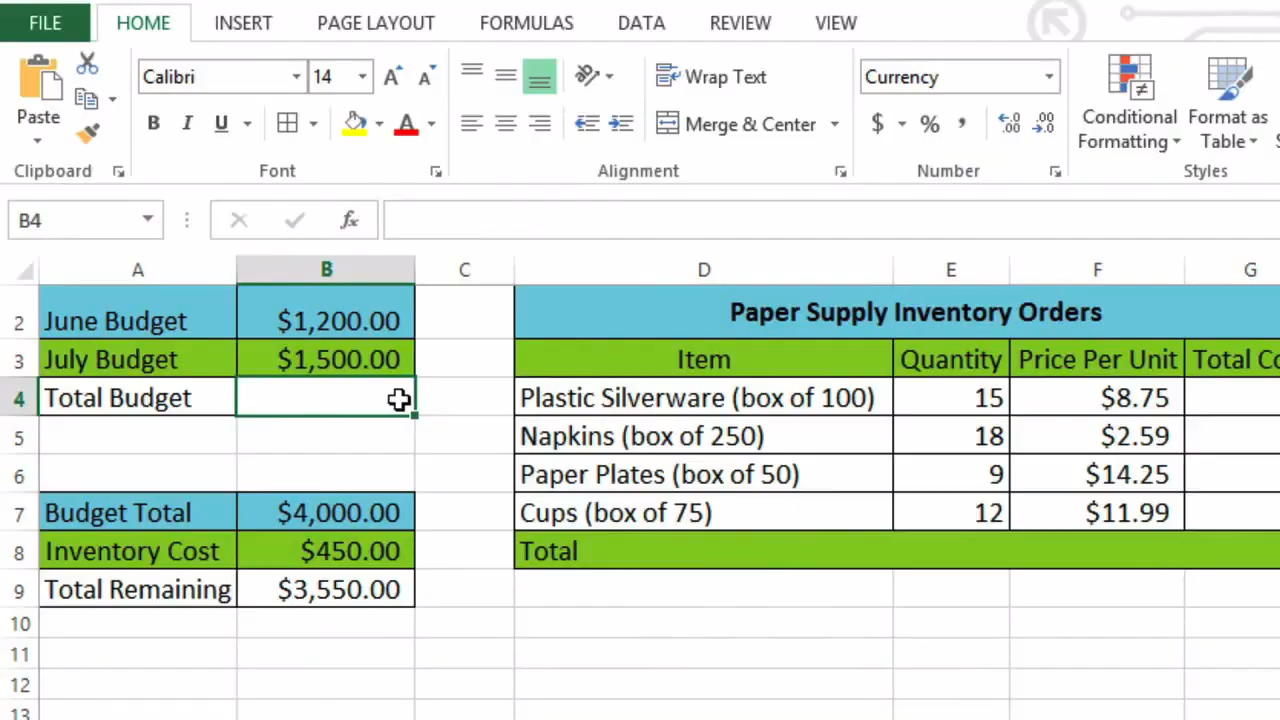 FILE HOME INSERT PAGE LAYOUT FORMULAS DATA REVIEW VIEW
Calibri 14 Wrap Text Currency
Paste B I U Merge & Center $ % , Conditional Formatting Format as Table
Clipboard Font Alignment Number Styles
B4 fx
A B C D E F G
2 June Budget $1,200.00 Paper Supply Inventory Orders
3 July Budget $1,500.00 Item Quantity Price Per Unit Total Co
4 Total Budget Plastic Silverware (box of 100) 15 $8.75
5 Napkins (box of 250) 18 $2.59
6 Paper Plates (box of 50) 9 $14.25
7 Budget Total $4,000.00 Cups (box of 75) 12 $11.99
8 Inventory Cost $450.00 Total
9 Total Remaining $3,550.00
10
11
12
13